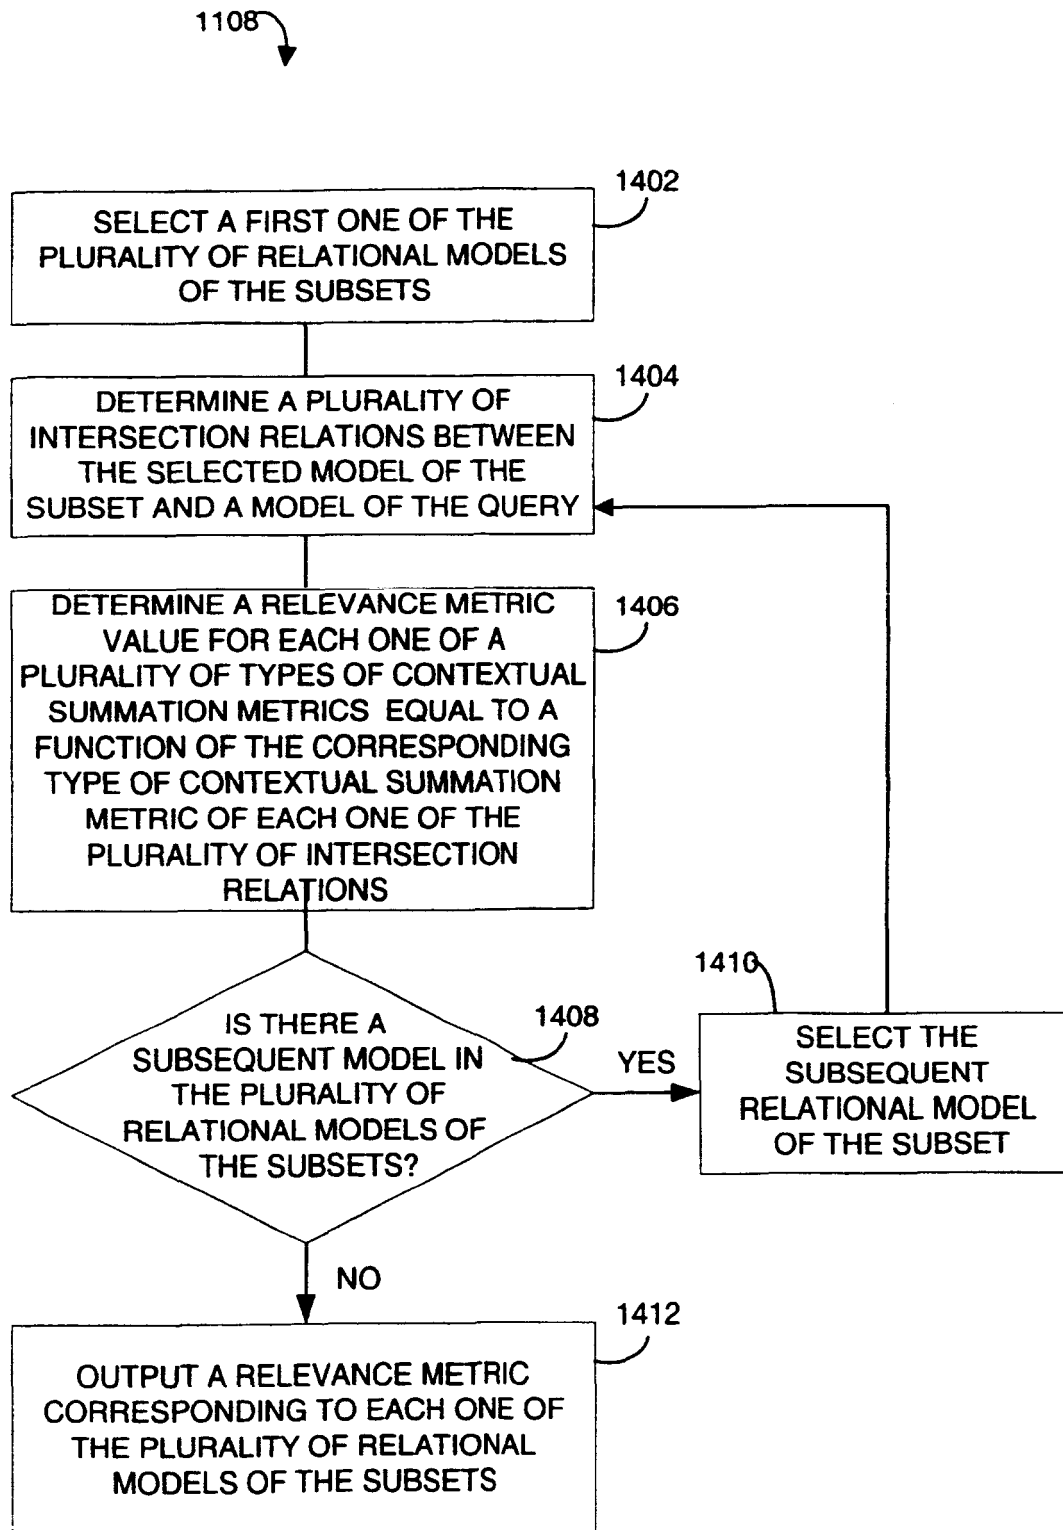 1108
1402
SELECT A FIRST ONE OF THE
PLURALITY OF RELATIONAL MODELS
OF THE SUBSETS
1404
DETERMINE A PLURALITY OF
INTERSECTION RELATIONS BETWEEN
THE SELECTED MODEL OF THE
SUBSET AND A MODEL OF THE QUERY
1406
DETERMINE A RELEVANCE METRIC
VALUE FOR EACH ONE OF A
PLURALITY OF TYPES OF CONTEXTUAL
SUMMATION METRICS EQUAL TO A
FUNCTION OF THE CORRESPONDING
TYPE OF CONTEXTUAL SUMMATION
METRIC OF EACH ONE OF THE
PLURALITY OF INTERSECTION
RELATIONS
1408
IS THERE A
SUBSEQUENT MODEL IN
THE PLURALITY OF
RELATIONAL MODELS OF
THE SUBSETS?
YES
1410
SELECT THE
SUBSEQUENT
RELATIONAL MODEL
OF THE SUBSET
NO
1412
OUTPUT A RELEVANCE METRIC
CORRESPONDING TO EACH ONE OF
THE PLURALITY OF RELATIONAL
MODELS OF THE SUBSETS